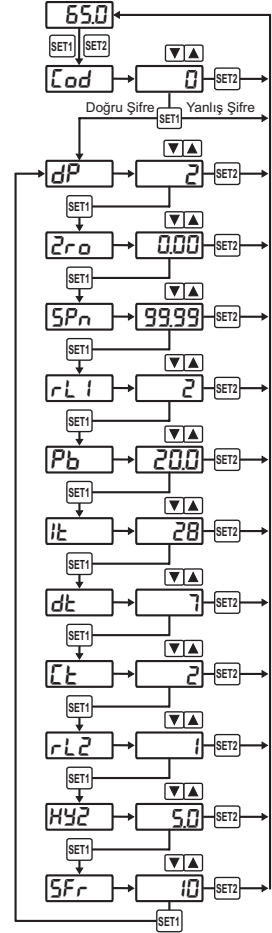 65.0
SET1 SET2
Cod 0 SET2
Doğru Şifre SET1 Yanlış Şifre
dP 2 SET2
SET1
Zro 0.00 SET2
SET1
SPn 99.99 SET2
SET1
rL1 2 SET2
SET1
Pb 20.0 SET2
SET1
It 28 SET2
SET1
dt 7 SET2
SET1
Ct 2 SET2
SET1
rL2 1 SET2
SET1
HY2 5.0 SET2
SET1
SFr 10 SET2
SET1